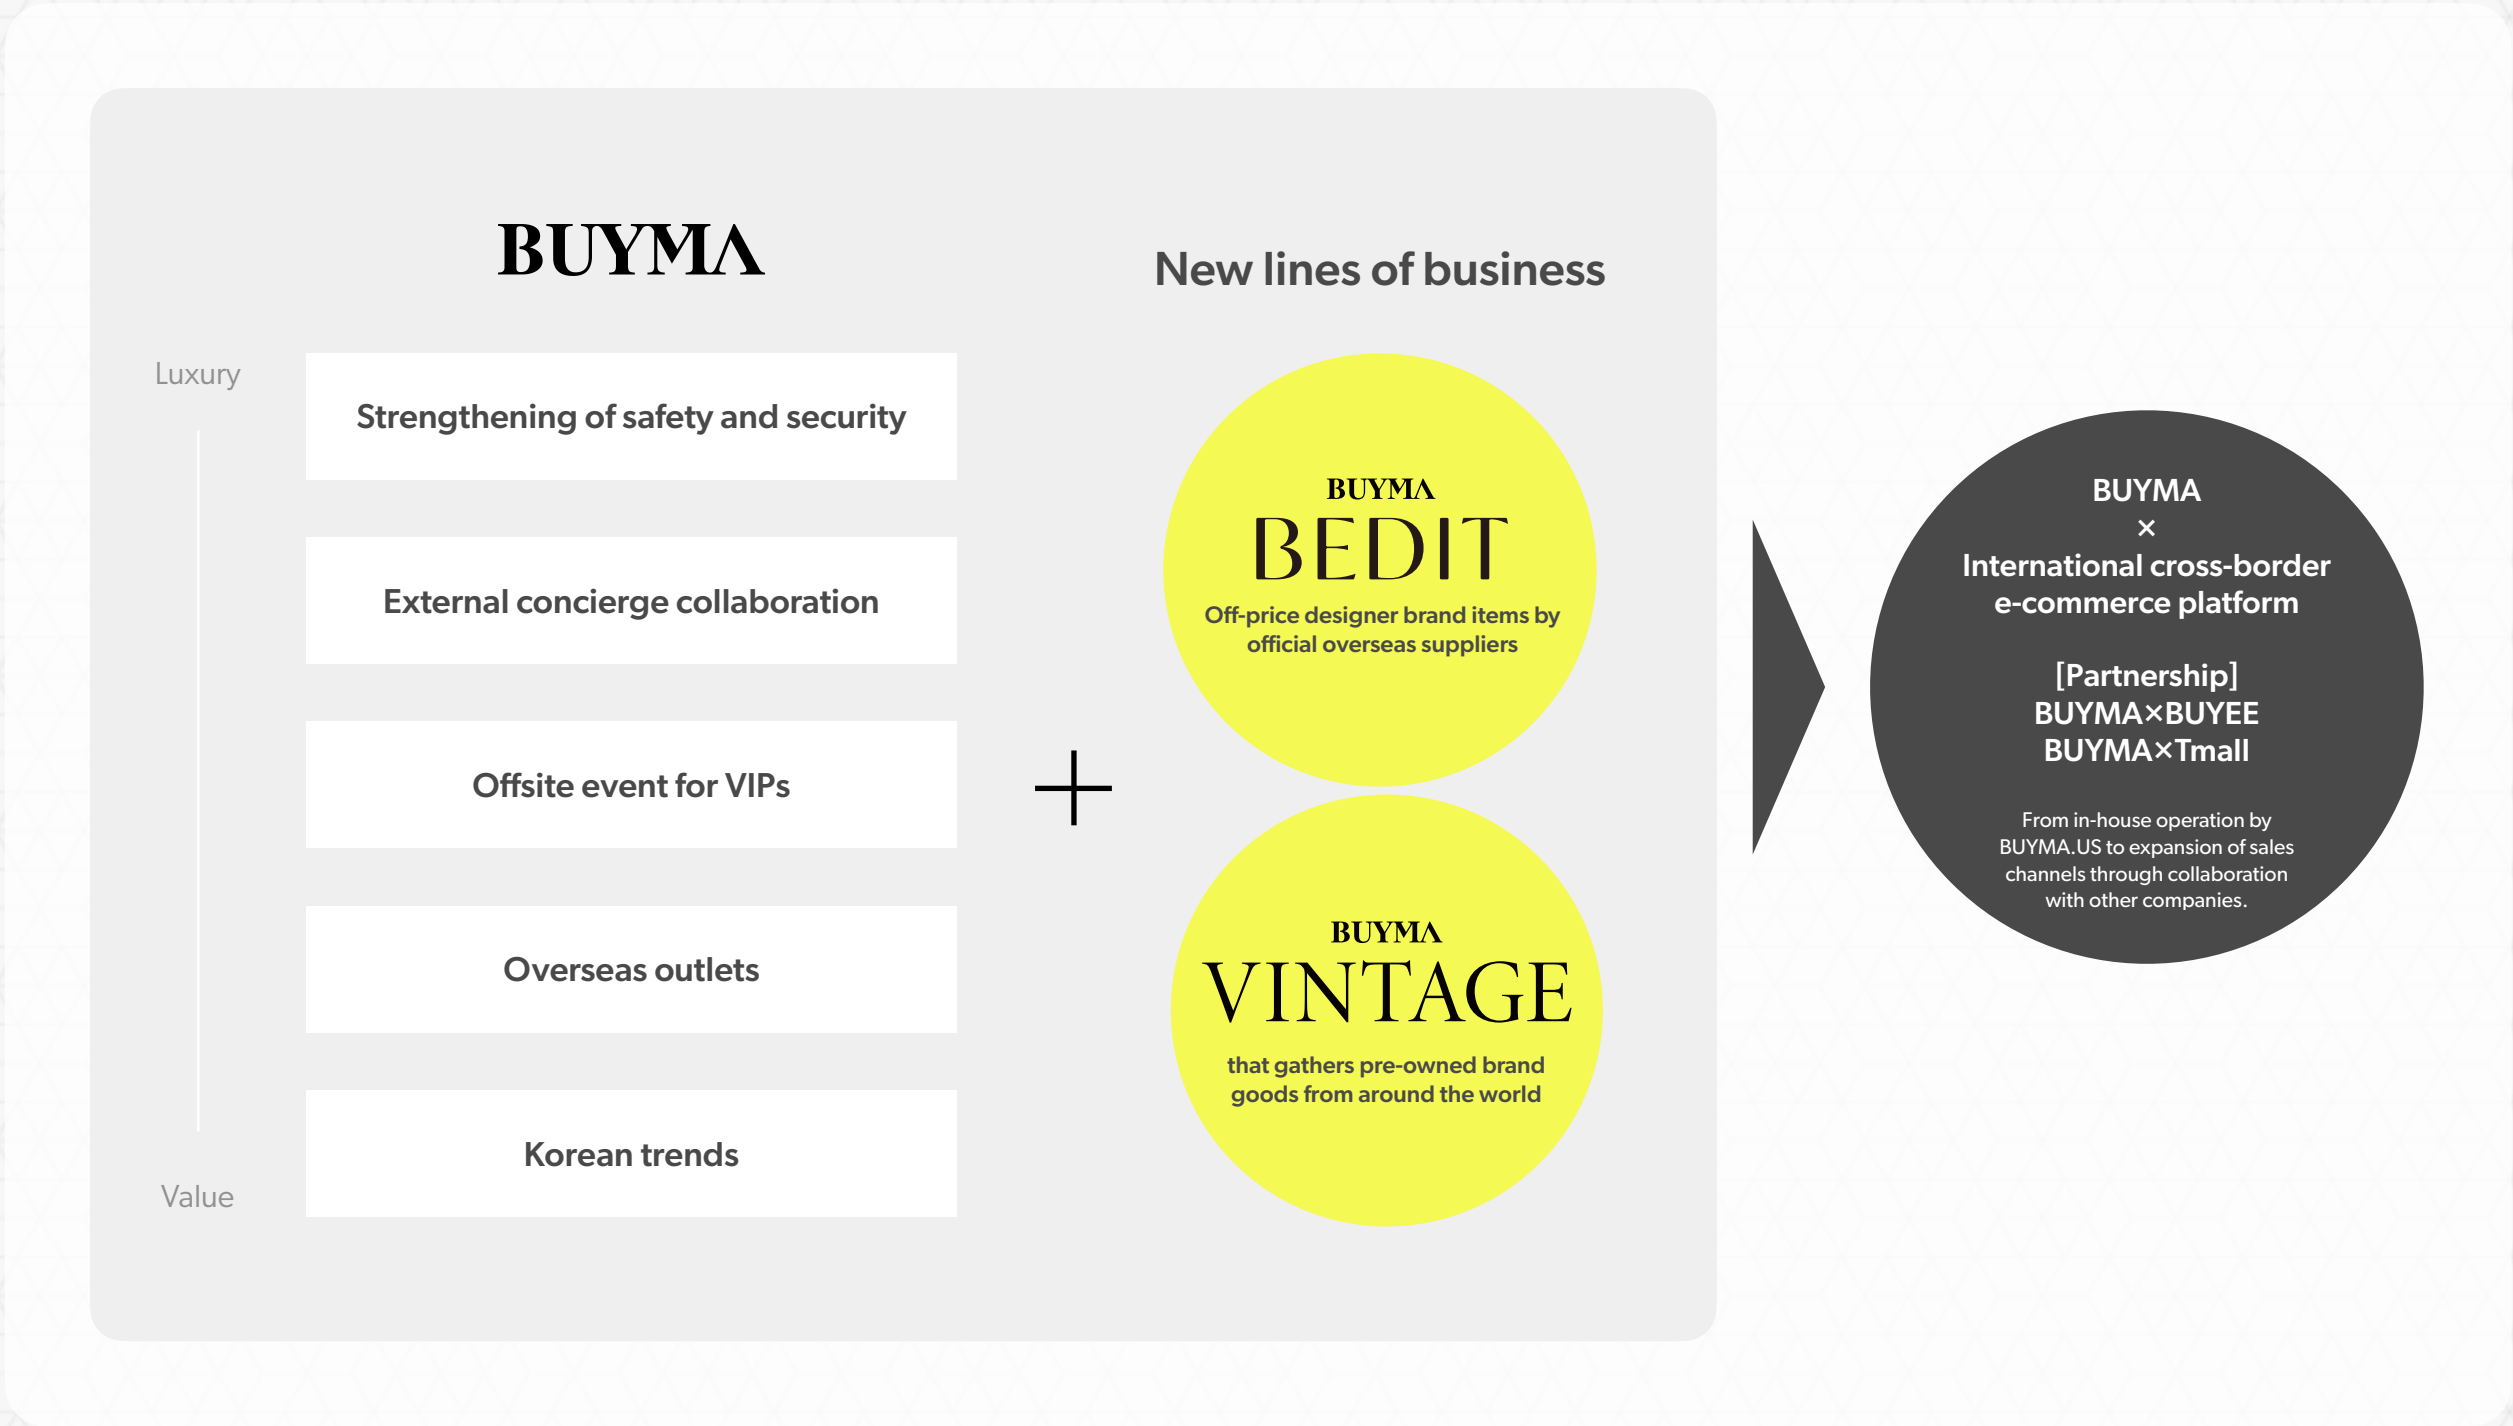 BUYMA
Luxury
Strengthening of safety and security
External concierge collaboration
Offsite event for VIPs
Overseas outlets
Korean trends
Value
New lines of business
BUYMA
BEDIT
Off-price designer brand items by
official overseas suppliers
BUYMA
VINTAGE
that gathers pre-owned brand
goods from around the world
BUYMA
×
International cross-border
e-commerce platform
[Partnership]
BUYMA×BUYEE
BUYMA×Tmall
From in-house operation by
BUYMA.US to expansion of sales
channels through collaboration
with other companies.